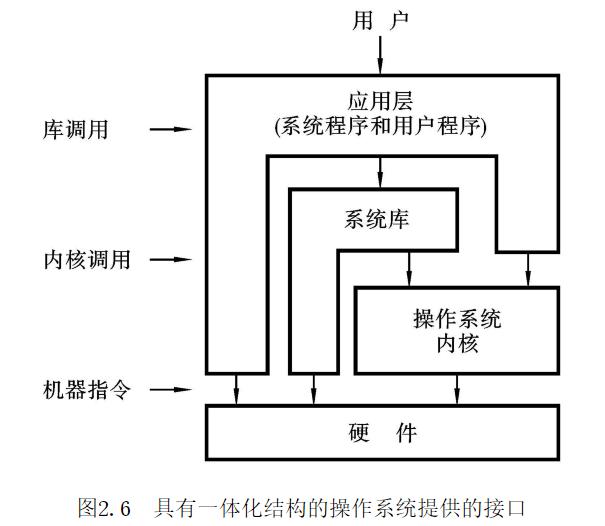 用 户
应用层
(系统程序和用户程序)
库调用
系统库
内核调用
操作系统
内核
机器指令
硬 件
图2.6 具有一体化结构的操作系统提供的接口